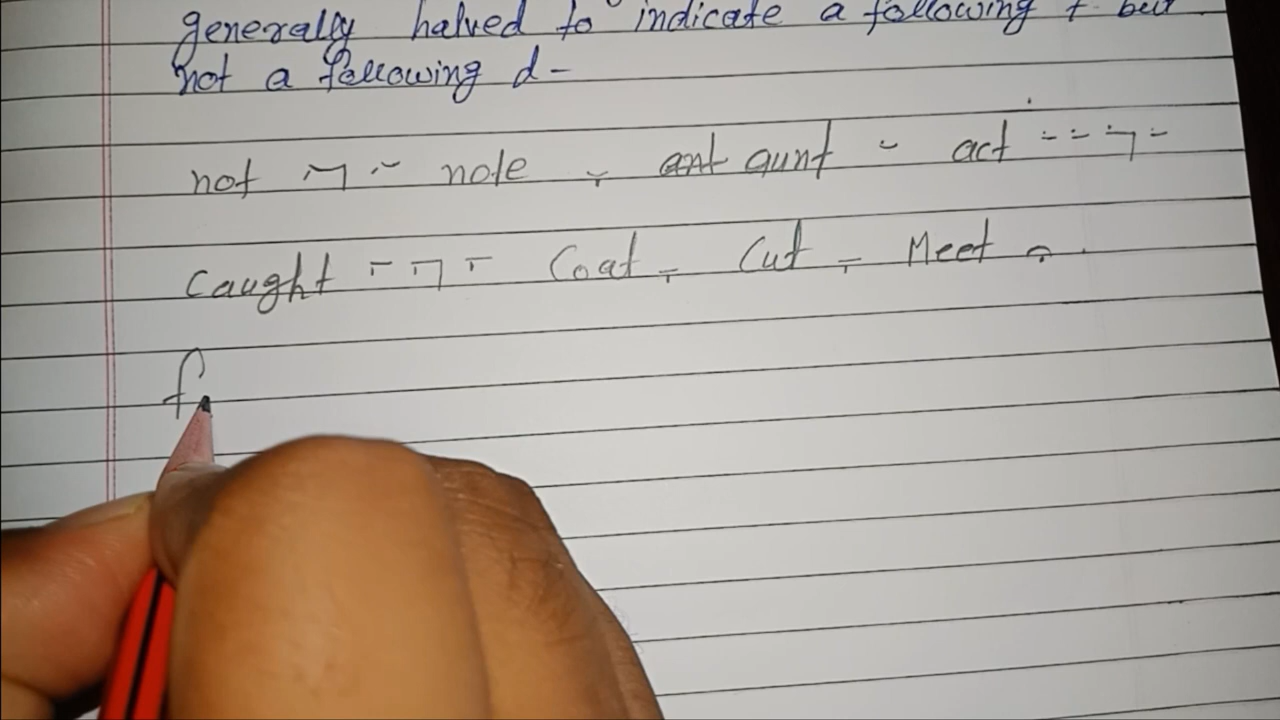 generally halved to indicate a following t but
not a following d-
not note ant aunt act
Caught Coat Cut Meet
f